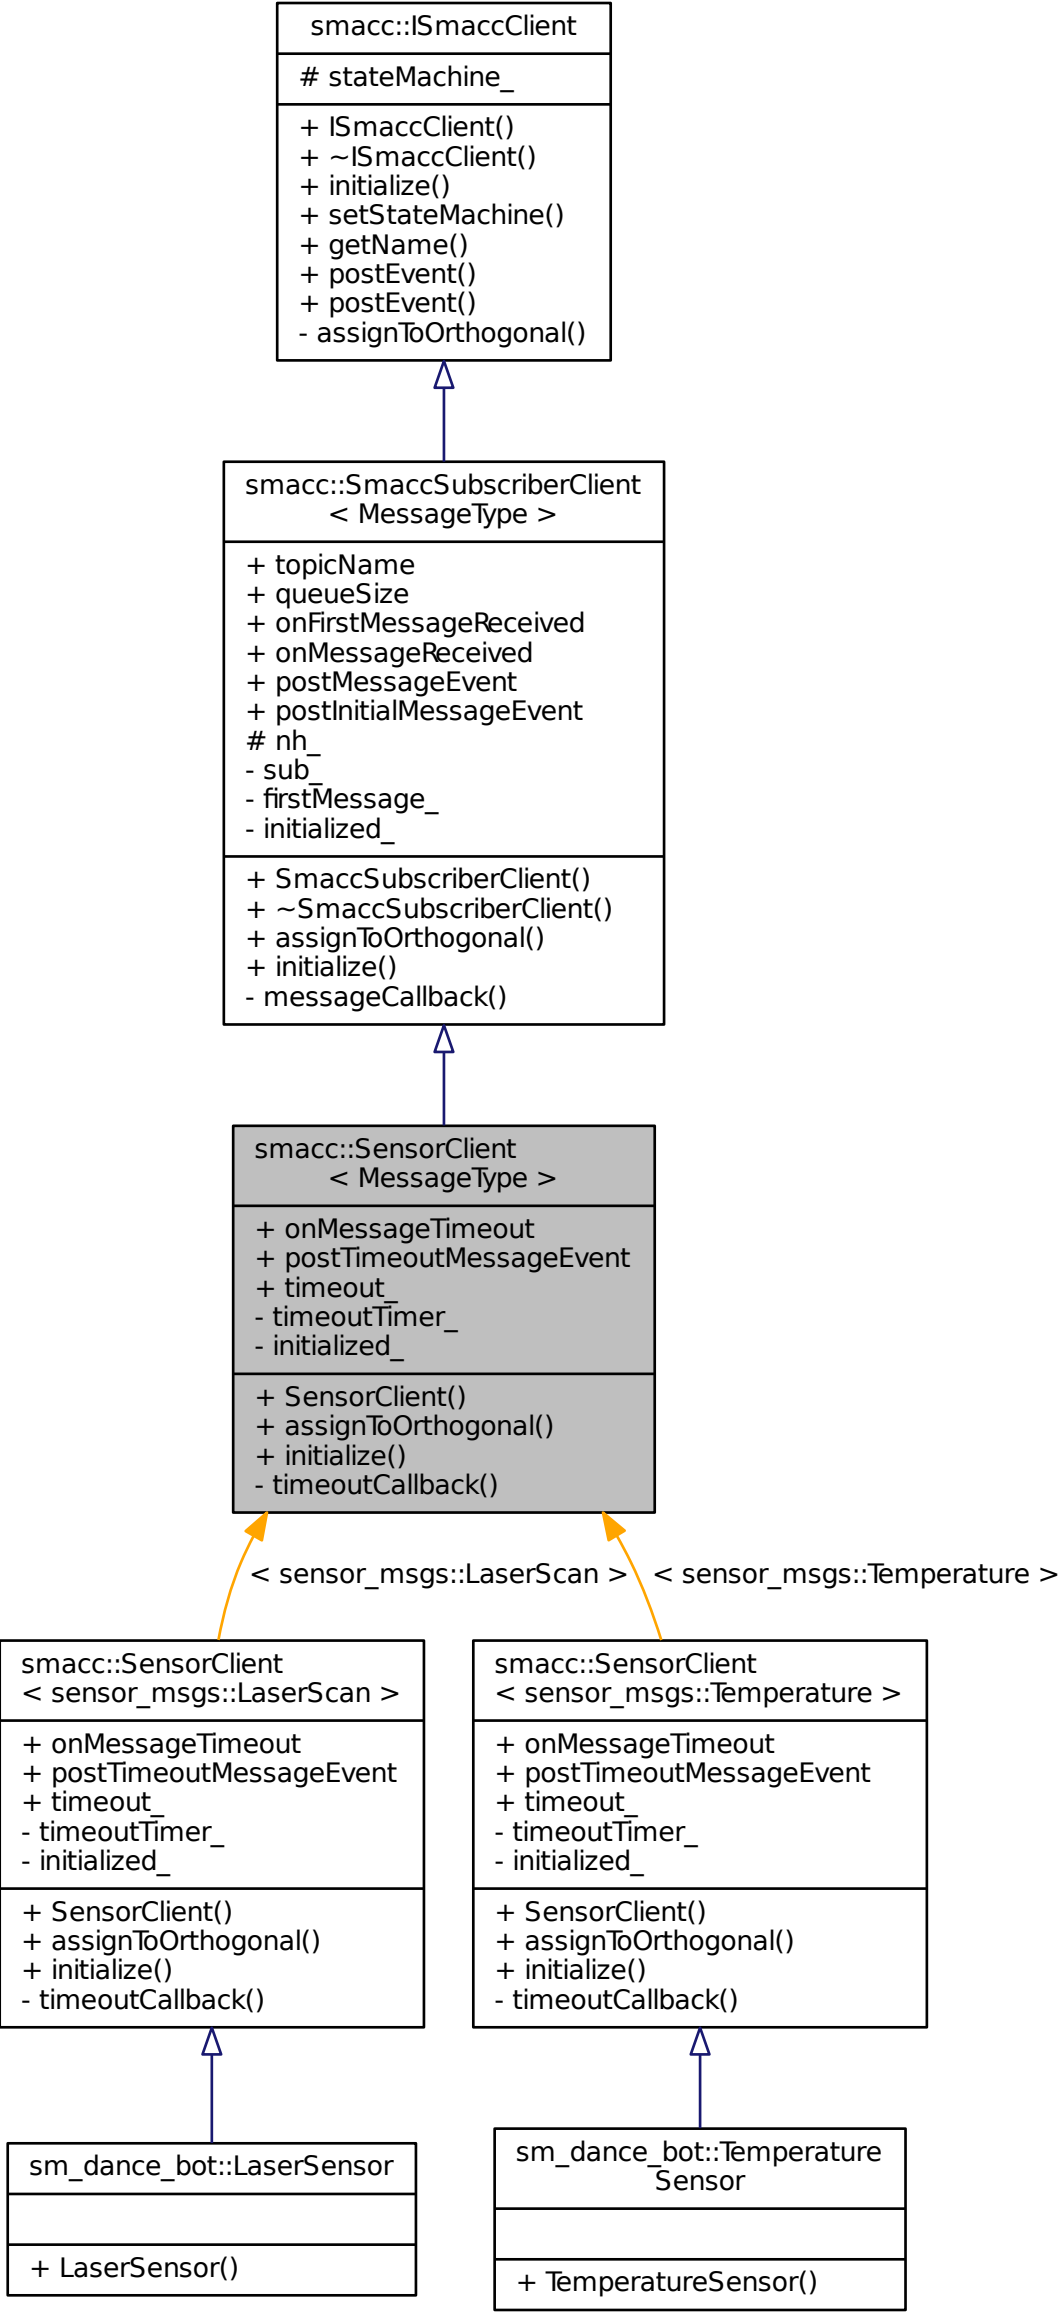 smacc::ISmaccClient
# stateMachine_
+ ISmaccClient()
+ ~ISmaccClient()
+ initialize()
+ setStateMachine()
+ getName()
+ postEvent()
+ postEvent()
- assignToOrthogonal()
smacc::SmaccSubscriberClient
< MessageType >
+ topicName
+ queueSize
+ onFirstMessageReceived
+ onMessageReceived
+ postMessageEvent
+ postInitialMessageEvent
# nh_
- sub_
- firstMessage_
- initialized_
+ SmaccSubscriberClient()
+ ~SmaccSubscriberClient()
+ assignToOrthogonal()
+ initialize()
- messageCallback()
smacc::SensorClient
< MessageType >
+ onMessageTimeout
+ postTimeoutMessageEvent
+ timeout_
- timeoutTimer_
- initialized_
+ SensorClient()
+ assignToOrthogonal()
+ initialize()
- timeoutCallback()
< sensor_msgs::LaserScan >
< sensor_msgs::Temperature >
smacc::SensorClient
< sensor_msgs::LaserScan >
+ onMessageTimeout
+ postTimeoutMessageEvent
+ timeout_
- timeoutTimer_
- initialized_
+ SensorClient()
+ assignToOrthogonal()
+ initialize()
- timeoutCallback()
smacc::SensorClient
< sensor_msgs::Temperature >
+ onMessageTimeout
+ postTimeoutMessageEvent
+ timeout_
- timeoutTimer_
- initialized_
+ SensorClient()
+ assignToOrthogonal()
+ initialize()
- timeoutCallback()
sm_dance_bot::LaserSensor
+ LaserSensor()
sm_dance_bot::Temperature
Sensor
+ TemperatureSensor()